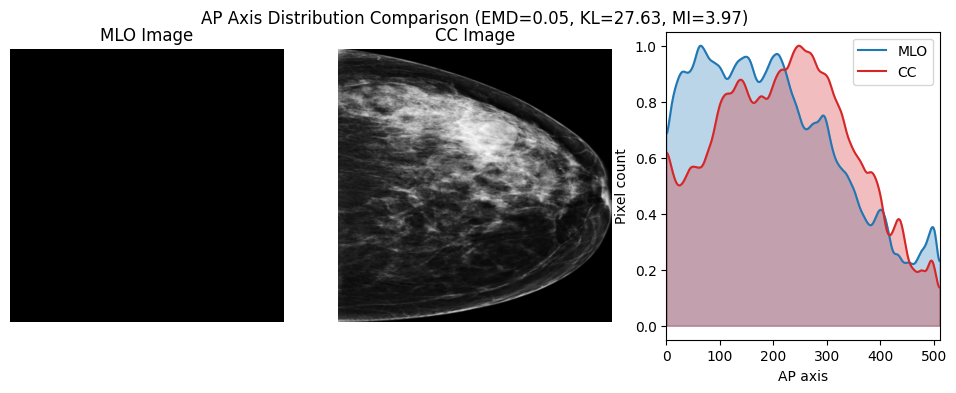 AP Axis Distribution Comparison (EMD=0.05, KL=27.63, MI=3.97)
MLO Image
CC Image
MLO
CC
1.0
0.8
0.6
0.4
0.2
0.0
Pixel count
0 100 200 300 400 500
AP axis